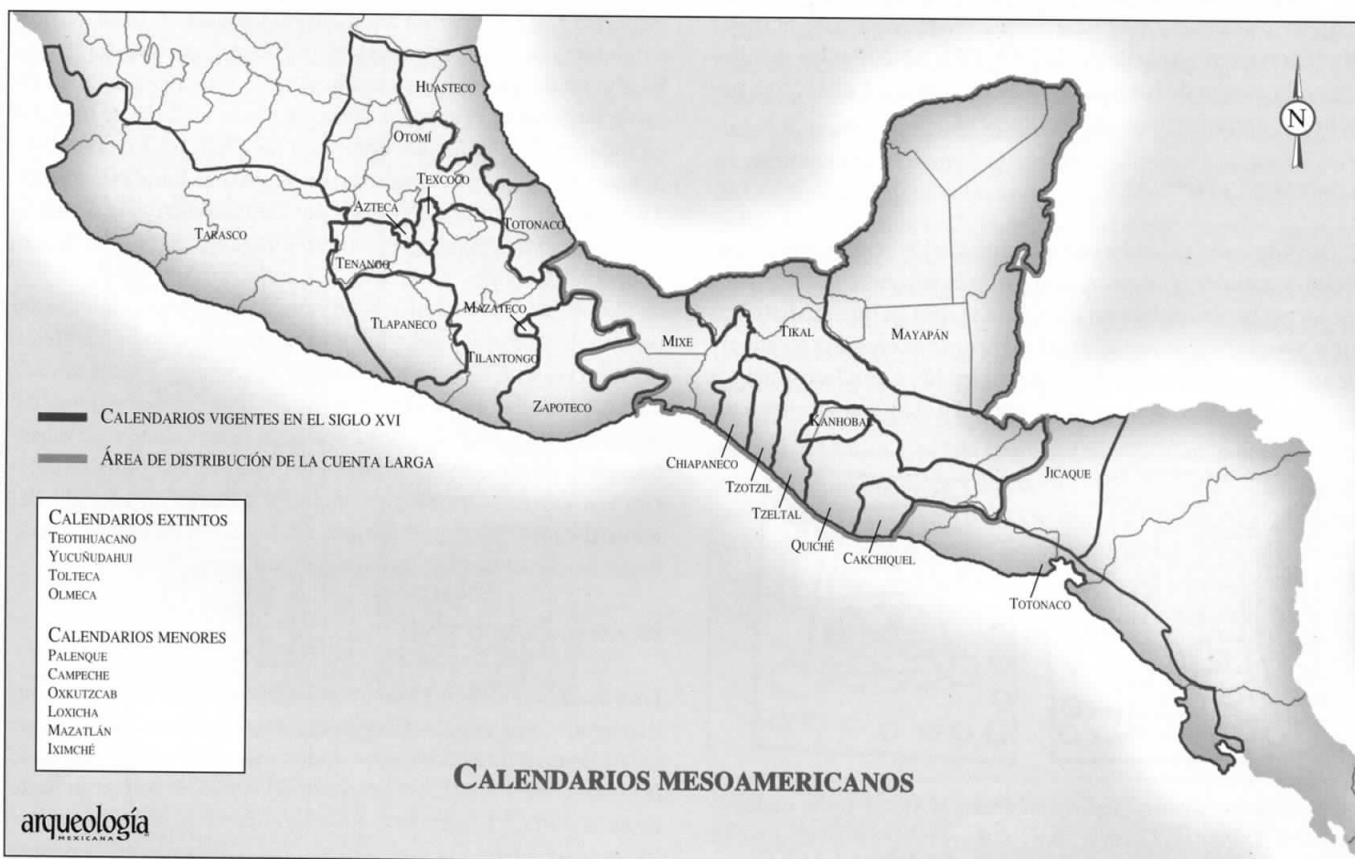 HUASTECO
OTOMÍ
TEXCOCO
AZTECA
TOTONACO
TARASCO
TENANGO
MAZATECO
TLAPANECO
TILANTONGO
ZAPOTECO
MIXE
TIKAL
MAYAPÁN
KANHOBAL
CHIAPANECO
TZOTZIL
TZELTAL
QUICHÉ
CAKCHIQUEL
JICAQUE
TOTONACO
N
CALENDARIOS VIGENTES EN EL SIGLO XVI
ÁREA DE DISTRIBUCIÓN DE LA CUENTA LARGA
CALENDARIOS EXTINTOS
TEOTIHUACANO
YUCUÑUDAHUI
TOLTECA
OLMECA
CALENDARIOS MENORES
PALENQUE
CAMPECHE
OXKUTZCAB
LOXICHA
MAZATLÁN
IXIMCHÉ
CALENDARIOS MESOAMERICANOS
arqueología
MEXICANA